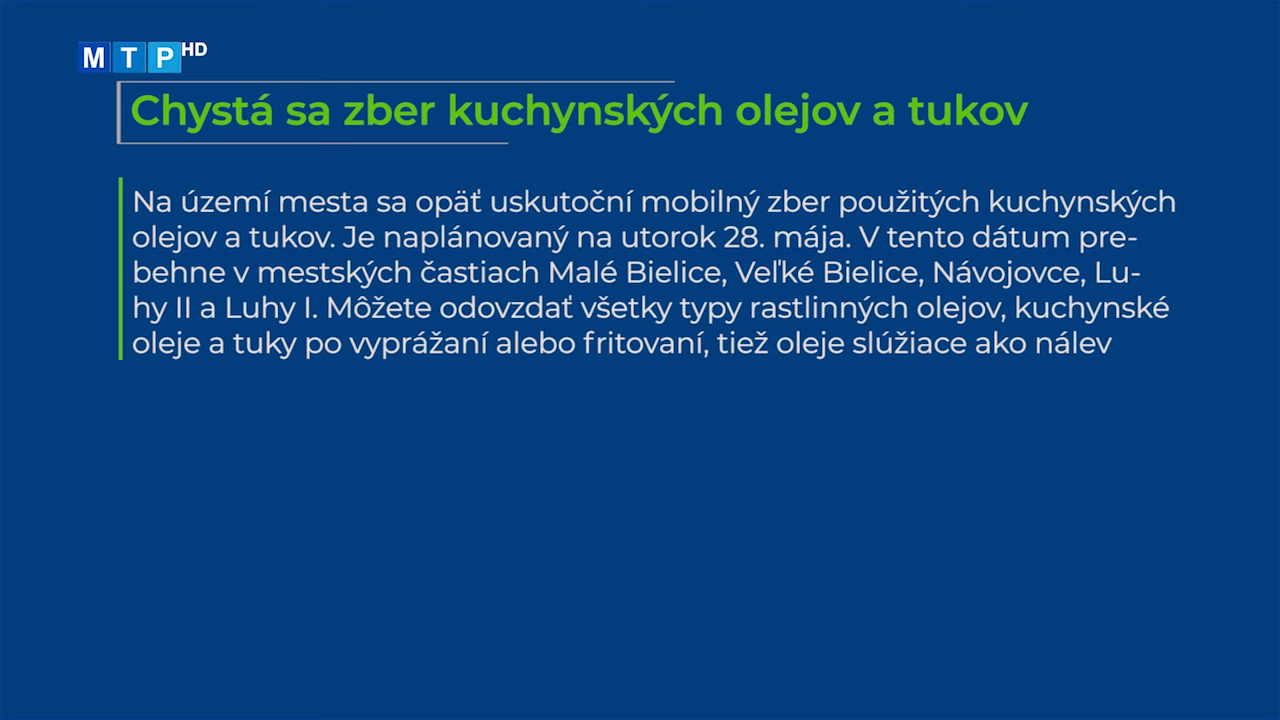 MTP HD
Chystá sa zber kuchynských olejov a tukov
Na území mesta sa opäť uskutoční mobilný zber použitých kuchynských
olejov a tukov. Je naplánovaný na utorok 28. mája. V tento dátum pre-
behne v mestských častiach Malé Bielice, Veľké Bielice, Návojovce, Lu-
hy II a Luhy I. Môžete odovzdať všetky typy rastlinných olejov, kuchynské
oleje a tuky po vyprážaní alebo fritovaní, tiež oleje slúžiace ako nálev